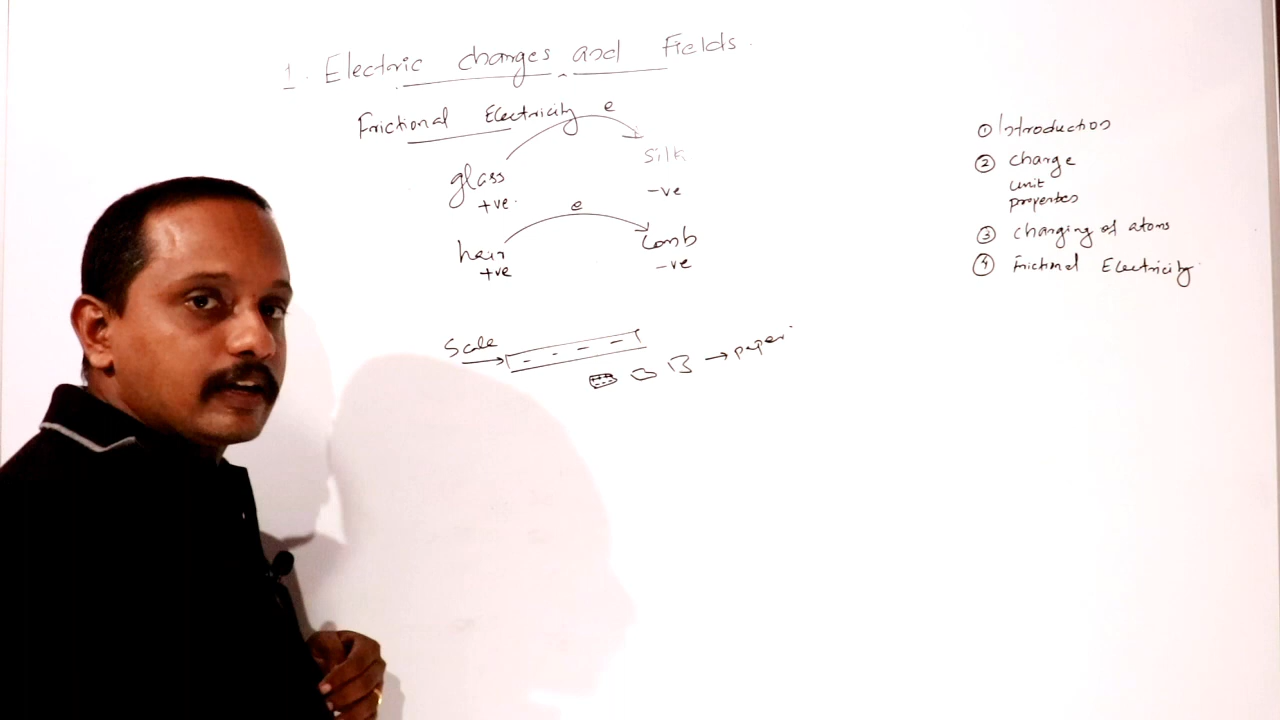 1. Electric charges and Fields.
Frictional Electricity
e
glass
+ve.
silk
-ve
e
hair
+ve
comb
-ve
Scale
- - - -
→ paper
① Introduction
② charge
unit
properties
③ charging of atoms
④ Frictional Electricity